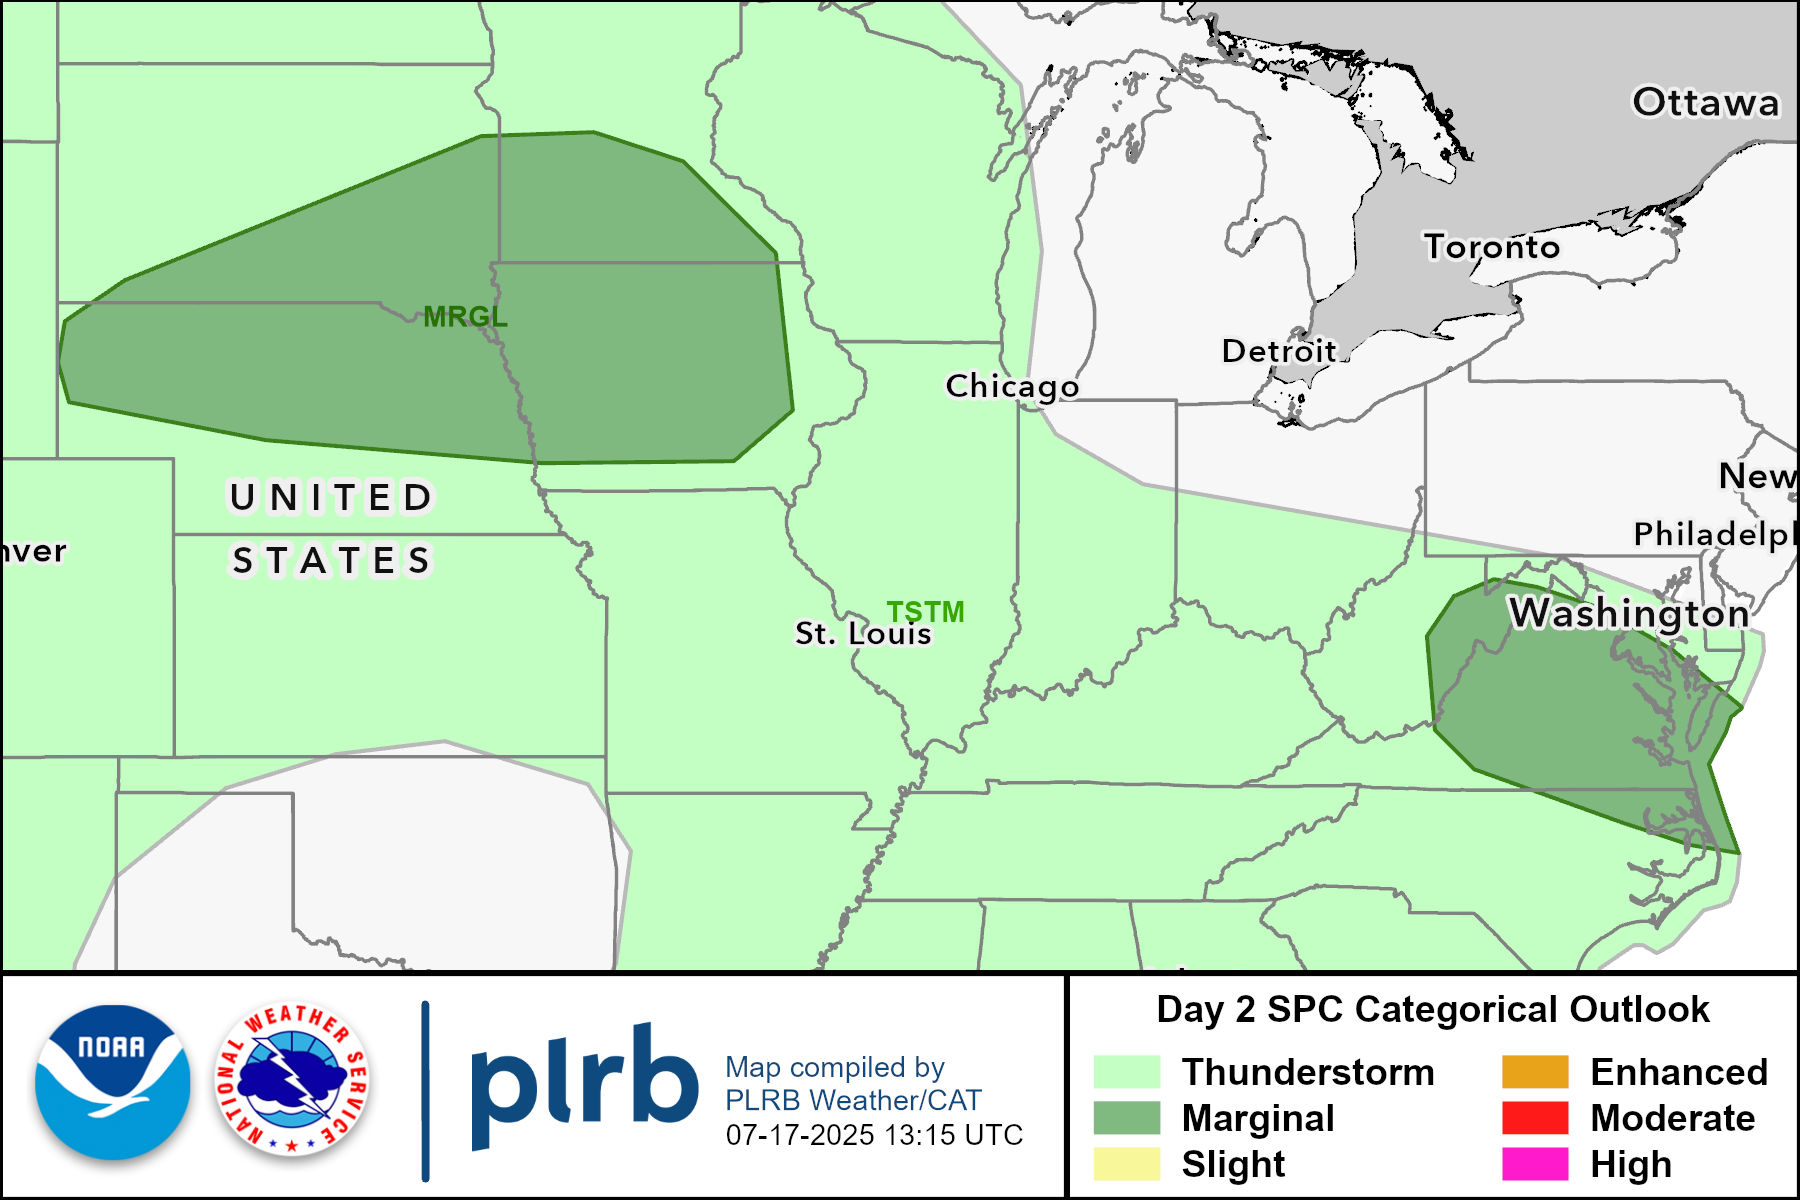 Ottawa
Toronto
MRGL
Detroit
Chicago
New
UNITED
Philadelpl
nver
STATES
TSTM
Washington
St. Louis
Day 2 SPC Categorical Outlook
Thunderstorm
Enhanced
Marginal
Moderate
Slight
High
NOAA
NATIONAL WEATHER SERVICE
plrb
Map compiled by
PLRB Weather/CAT
07-17-2025 13:15 UTC